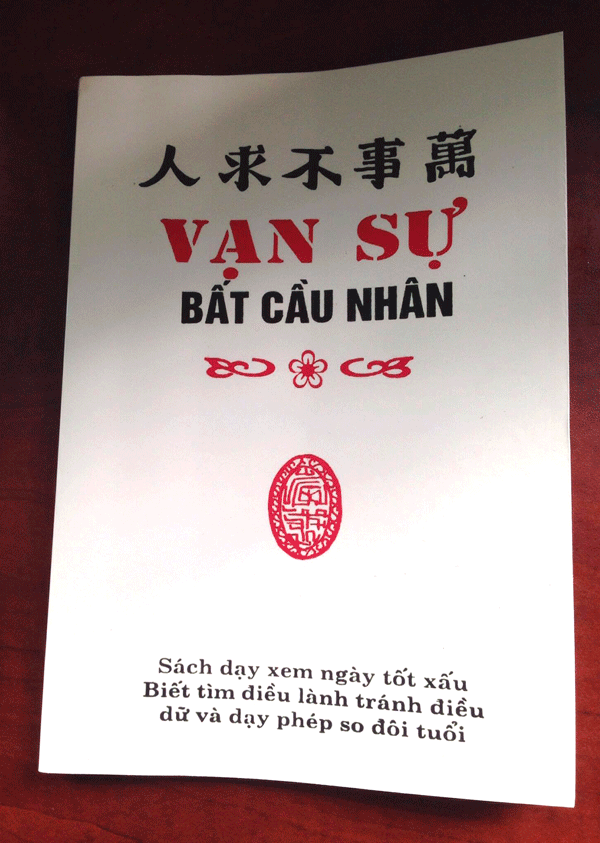 人求不事萬
VẠN SỰ
BẤT CẦU NHÂN
Sách dạy xem ngày tốt xấu
Biết tìm điều lành tránh điều
dữ và dạy phép so đôi tuổi